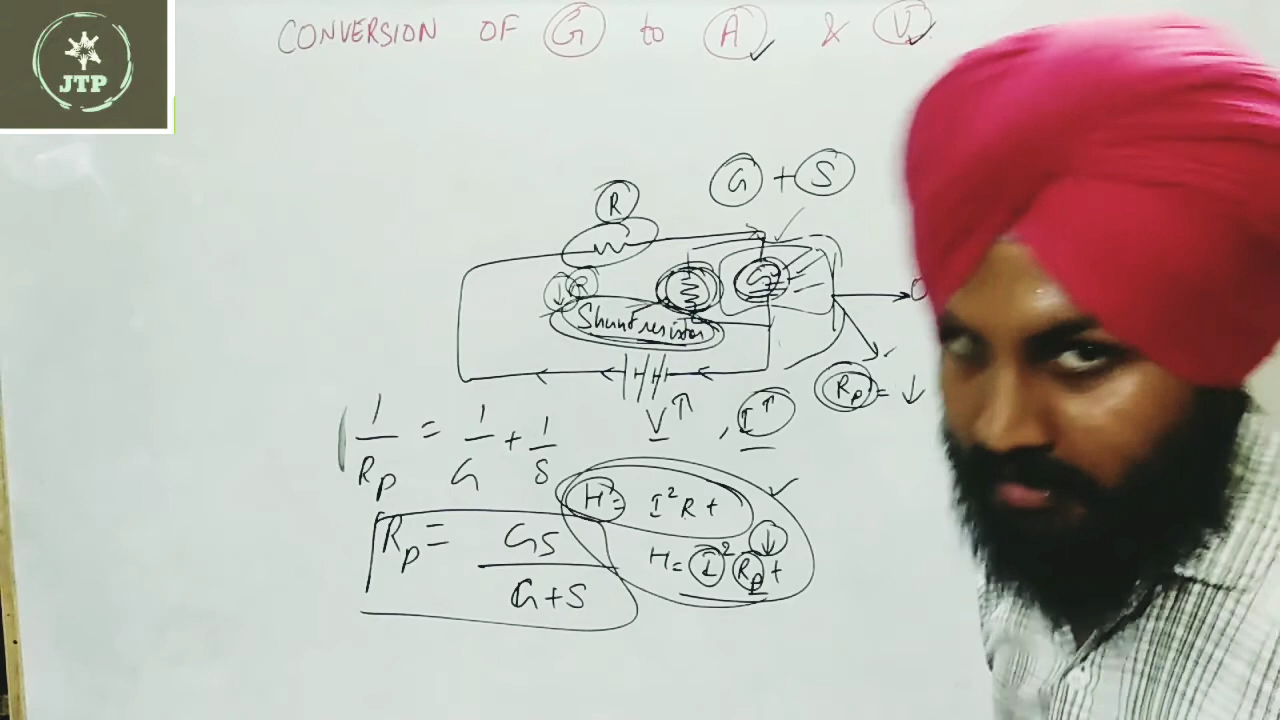 CONVERSION OF G to A & V
JTP
G + S
R
↓ R
Shunt resistor
Rp = ↓
V ↑ , I ↑
1/Rp = 1/G + 1/S
H = I²Rt
Rp = GS/G+S
H = I²Rpt ↓